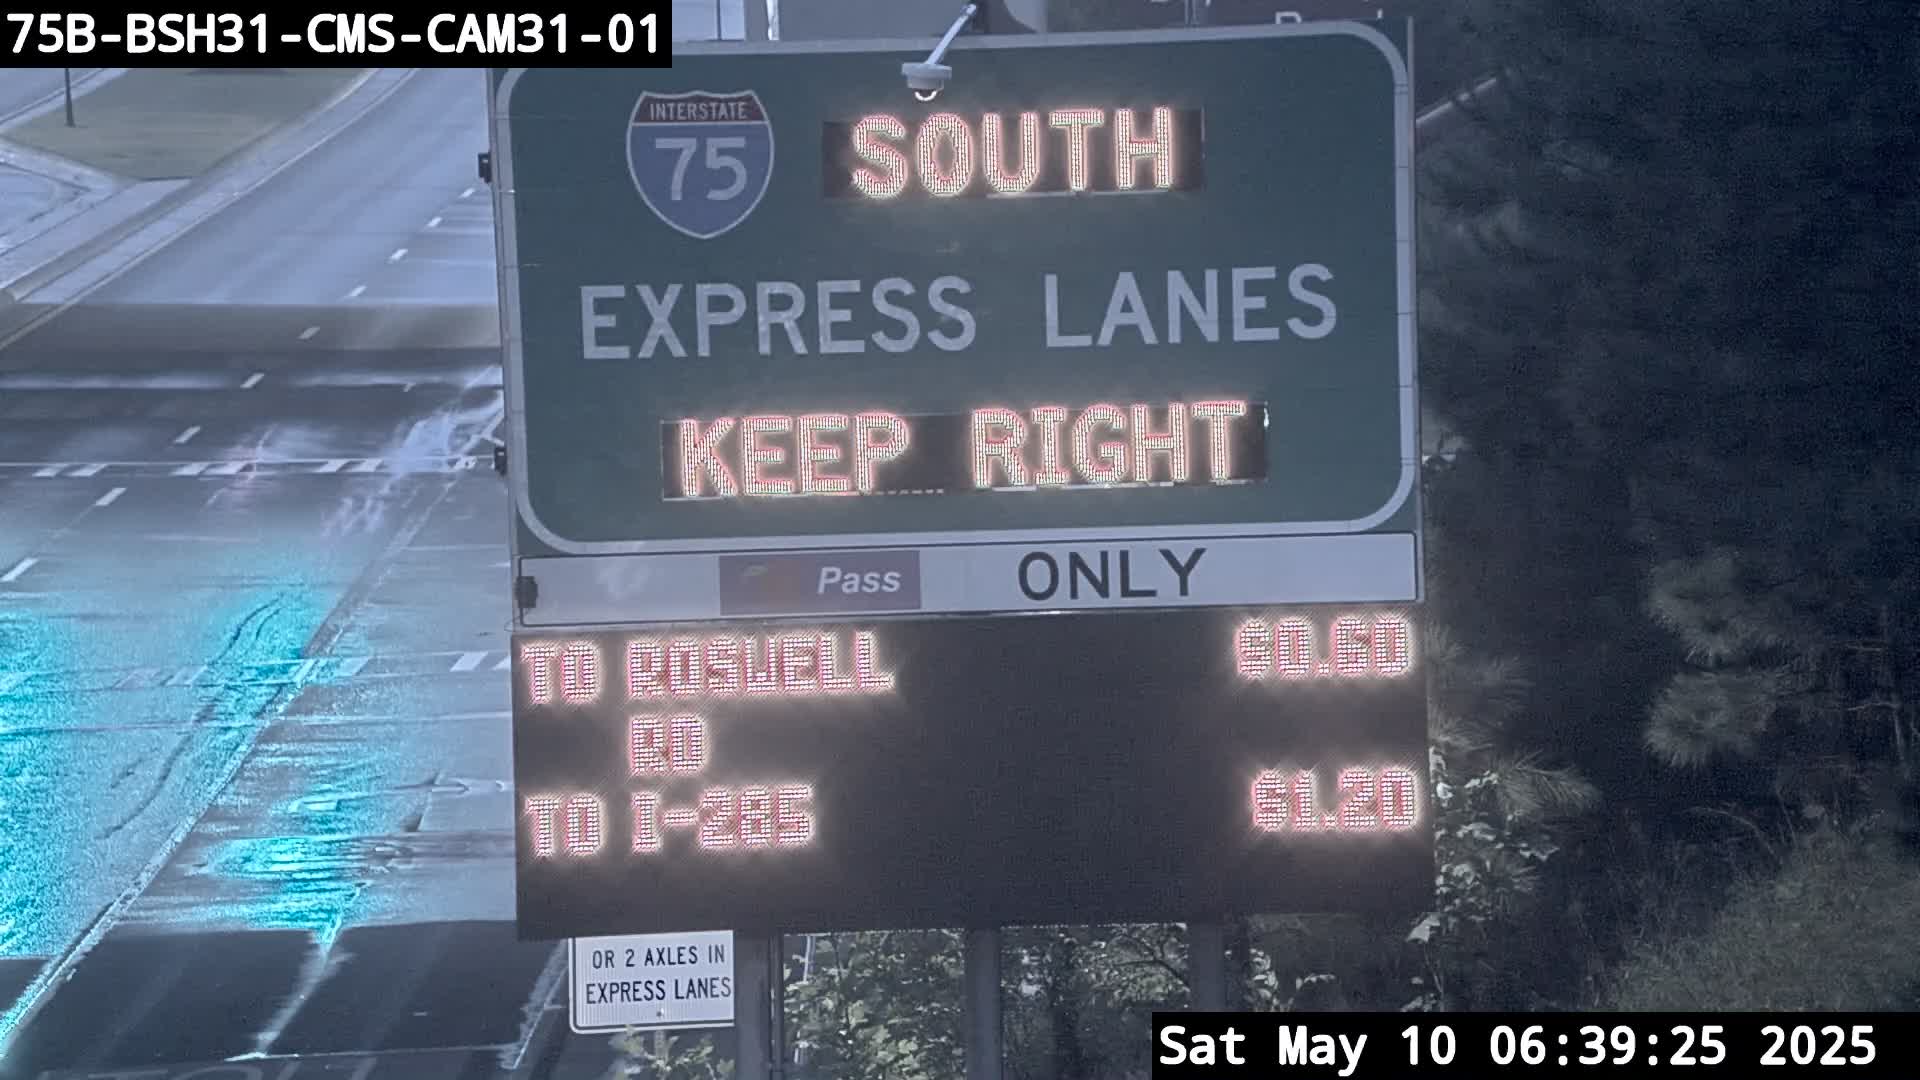 75B-BSH31-CMS-CAM31-01
INTERSTATE
75
SOUTH
EXPRESS LANES
KEEP RIGHT
Pass ONLY
TO ROSWELL $0.60
RD
TO I-285 $1.20
OR 2 AXLES IN
EXPRESS LANES
Sat May 10 06:39:25 2025